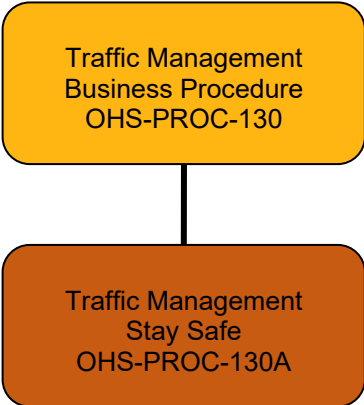 Traffic Management
Business Procedure
OHS-PROC-130
Traffic Management
Stay Safe
OHS-PROC-130A